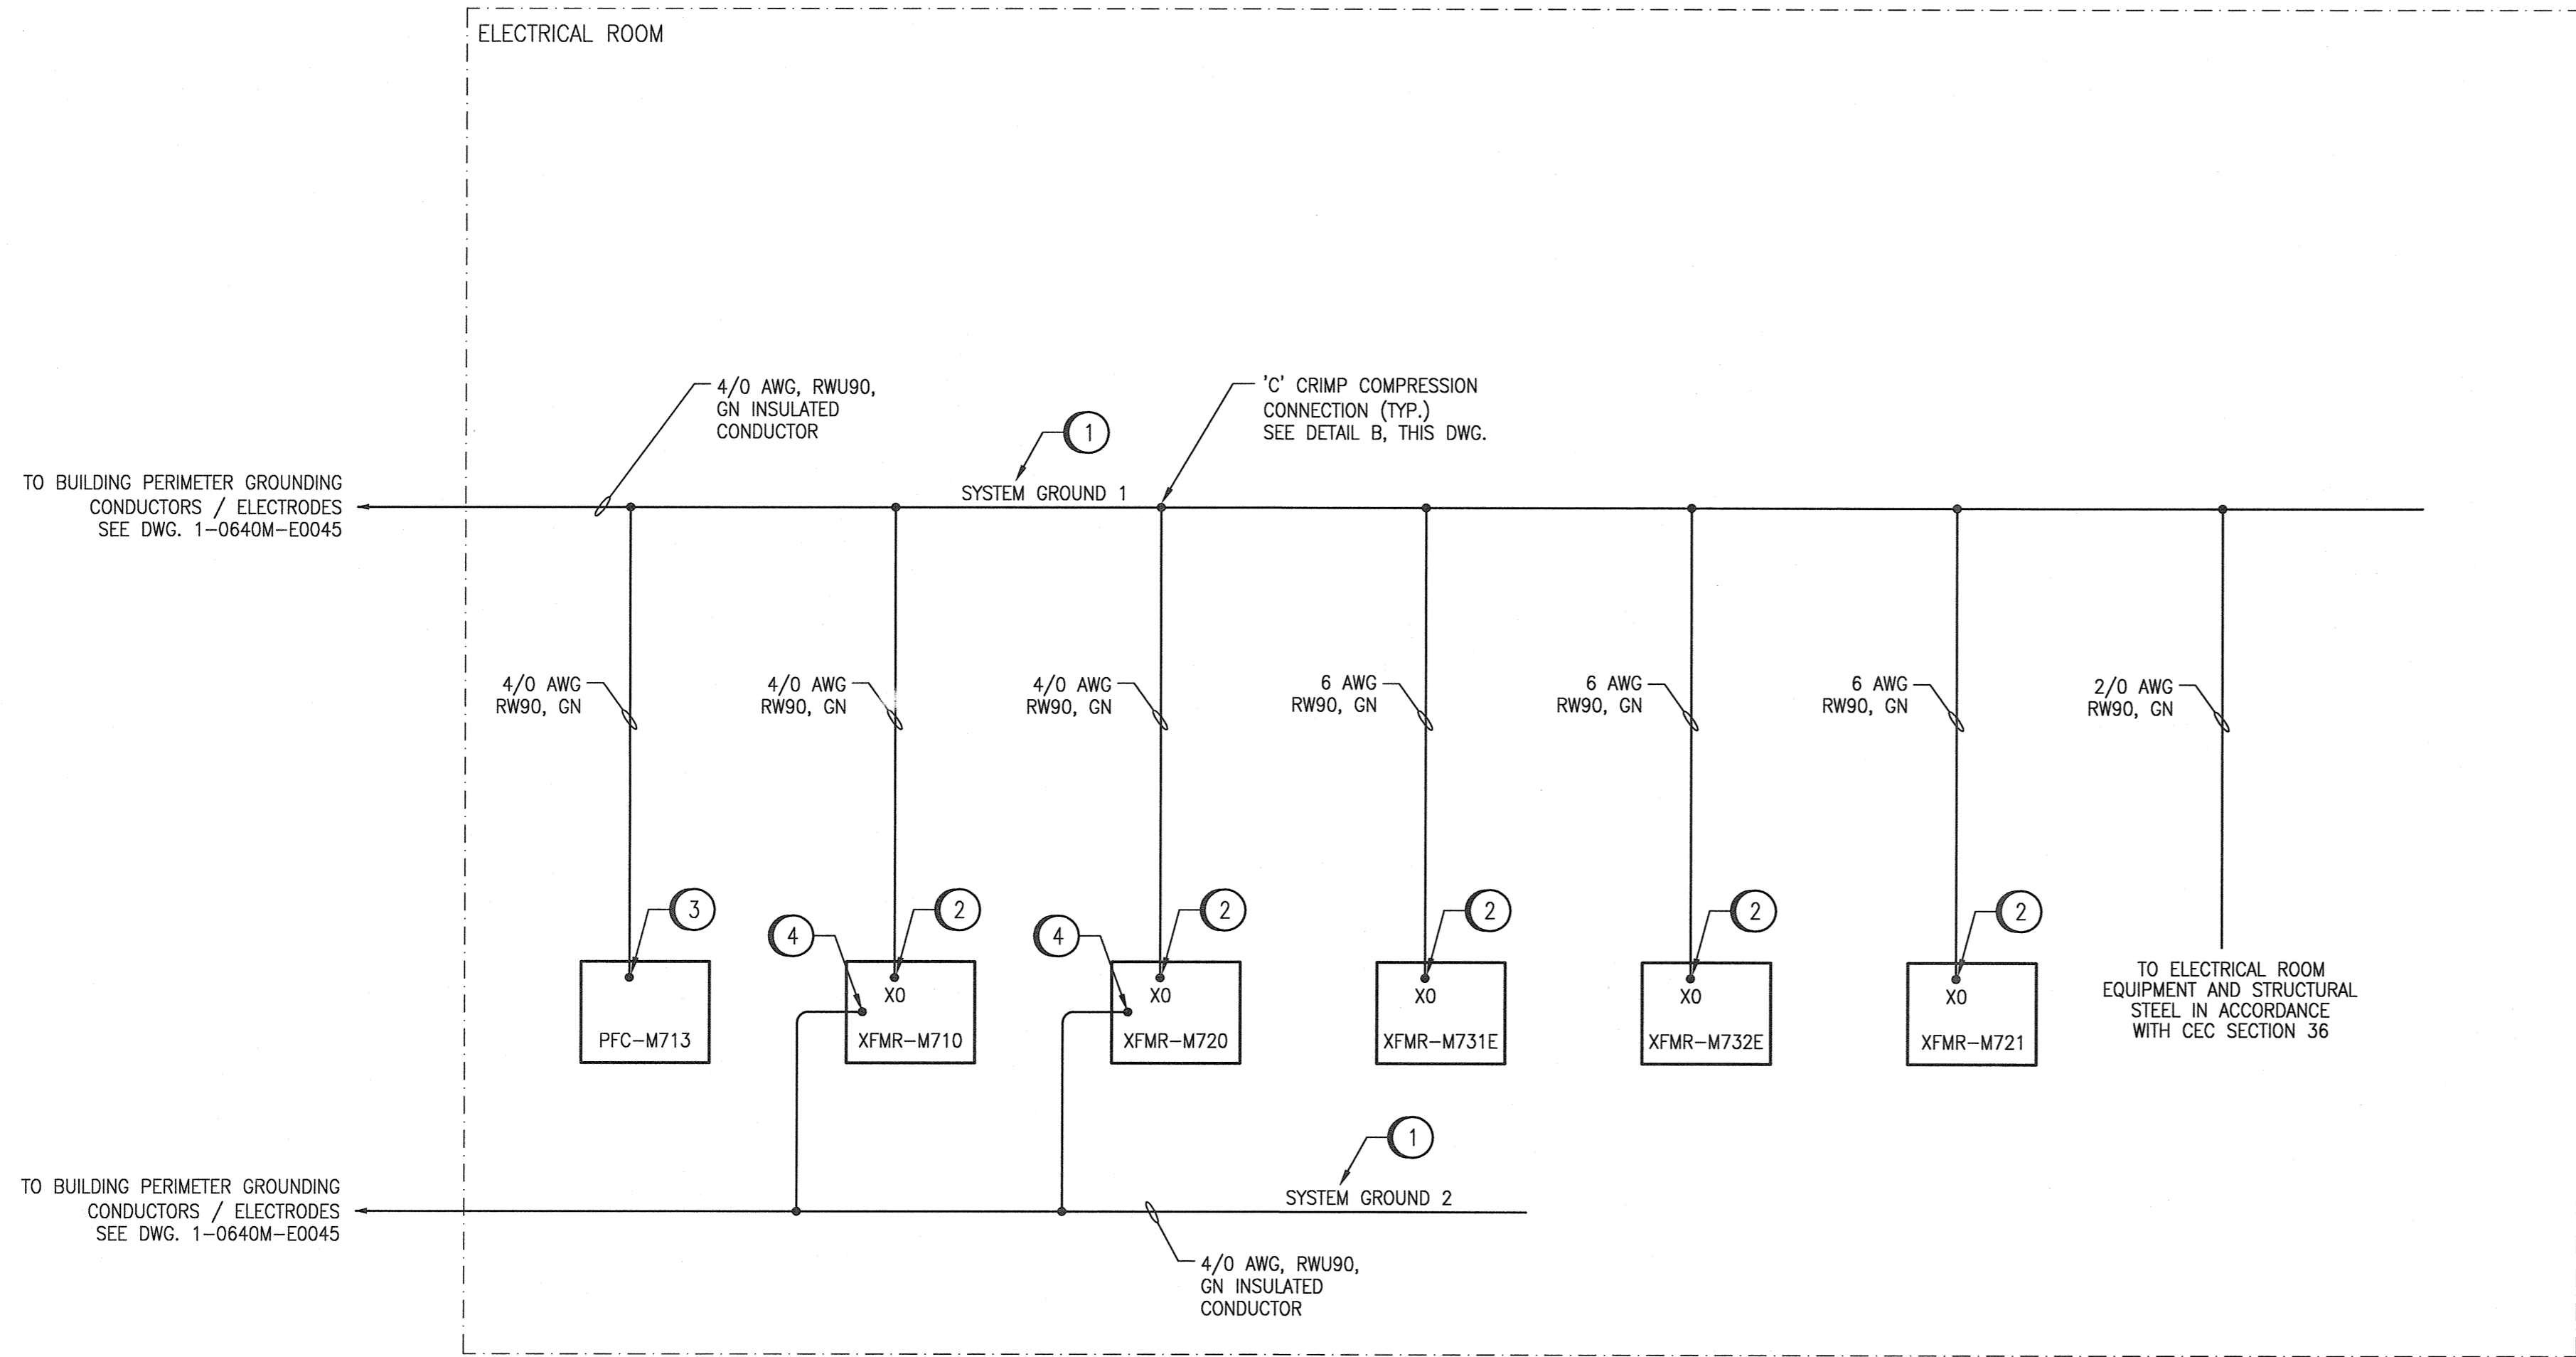 ELECTRICAL ROOM
4/0 AWG, RWU90,
GN INSULATED
CONDUCTOR
'C' CRIMP COMPRESSION
CONNECTION (TYP.)
SEE DETAIL B, THIS DWG.
1
TO BUILDING PERIMETER GROUNDING
CONDUCTORS / ELECTRODES
SEE DWG. 1-0640M-E0045
SYSTEM GROUND 1
4/0 AWG
RW90, GN
4/0 AWG
RW90, GN
4/0 AWG
RW90, GN
6 AWG
RW90, GN
6 AWG
RW90, GN
6 AWG
RW90, GN
2/0 AWG
RW90, GN
3
4
2
4
2
2
2
2
PFC-M713
X0
XFMR-M710
X0
XFMR-M720
X0
XFMR-M731E
X0
XFMR-M732E
X0
XFMR-M721
TO ELECTRICAL ROOM
EQUIPMENT AND STRUCTURAL
STEEL IN ACCORDANCE
WITH CEC SECTION 36
1
TO BUILDING PERIMETER GROUNDING
CONDUCTORS / ELECTRODES
SEE DWG. 1-0640M-E0045
SYSTEM GROUND 2
4/0 AWG, RWU90,
GN INSULATED
CONDUCTOR